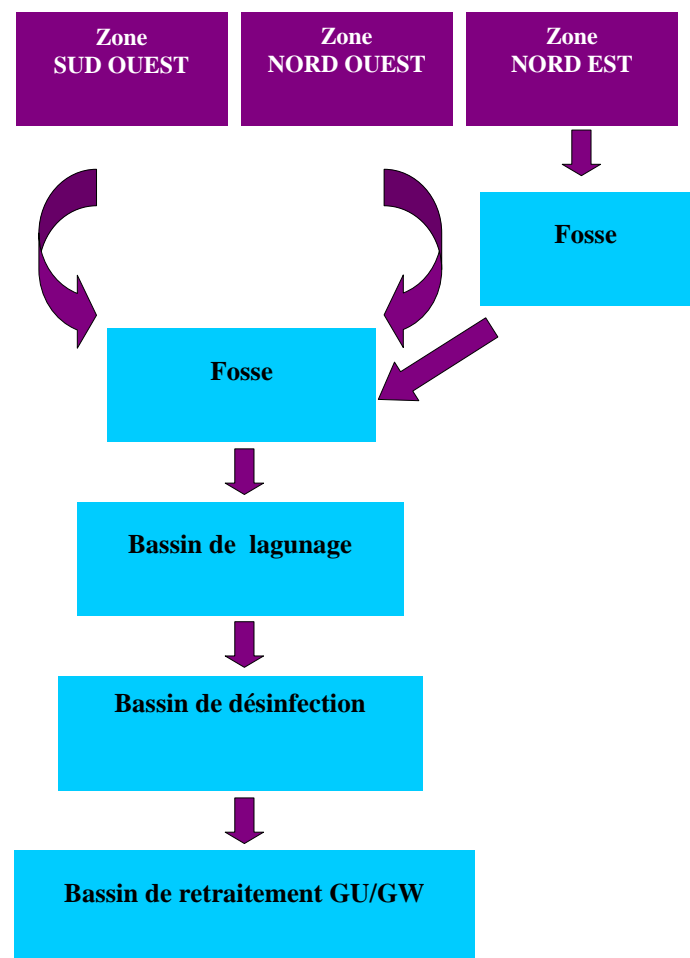 Zone
SUD OUEST
Zone
NORD OUEST
Zone
NORD EST
Fosse
Fosse
Bassin de lagunage
Bassin de désinfection
Bassin de retraitement GU/GW